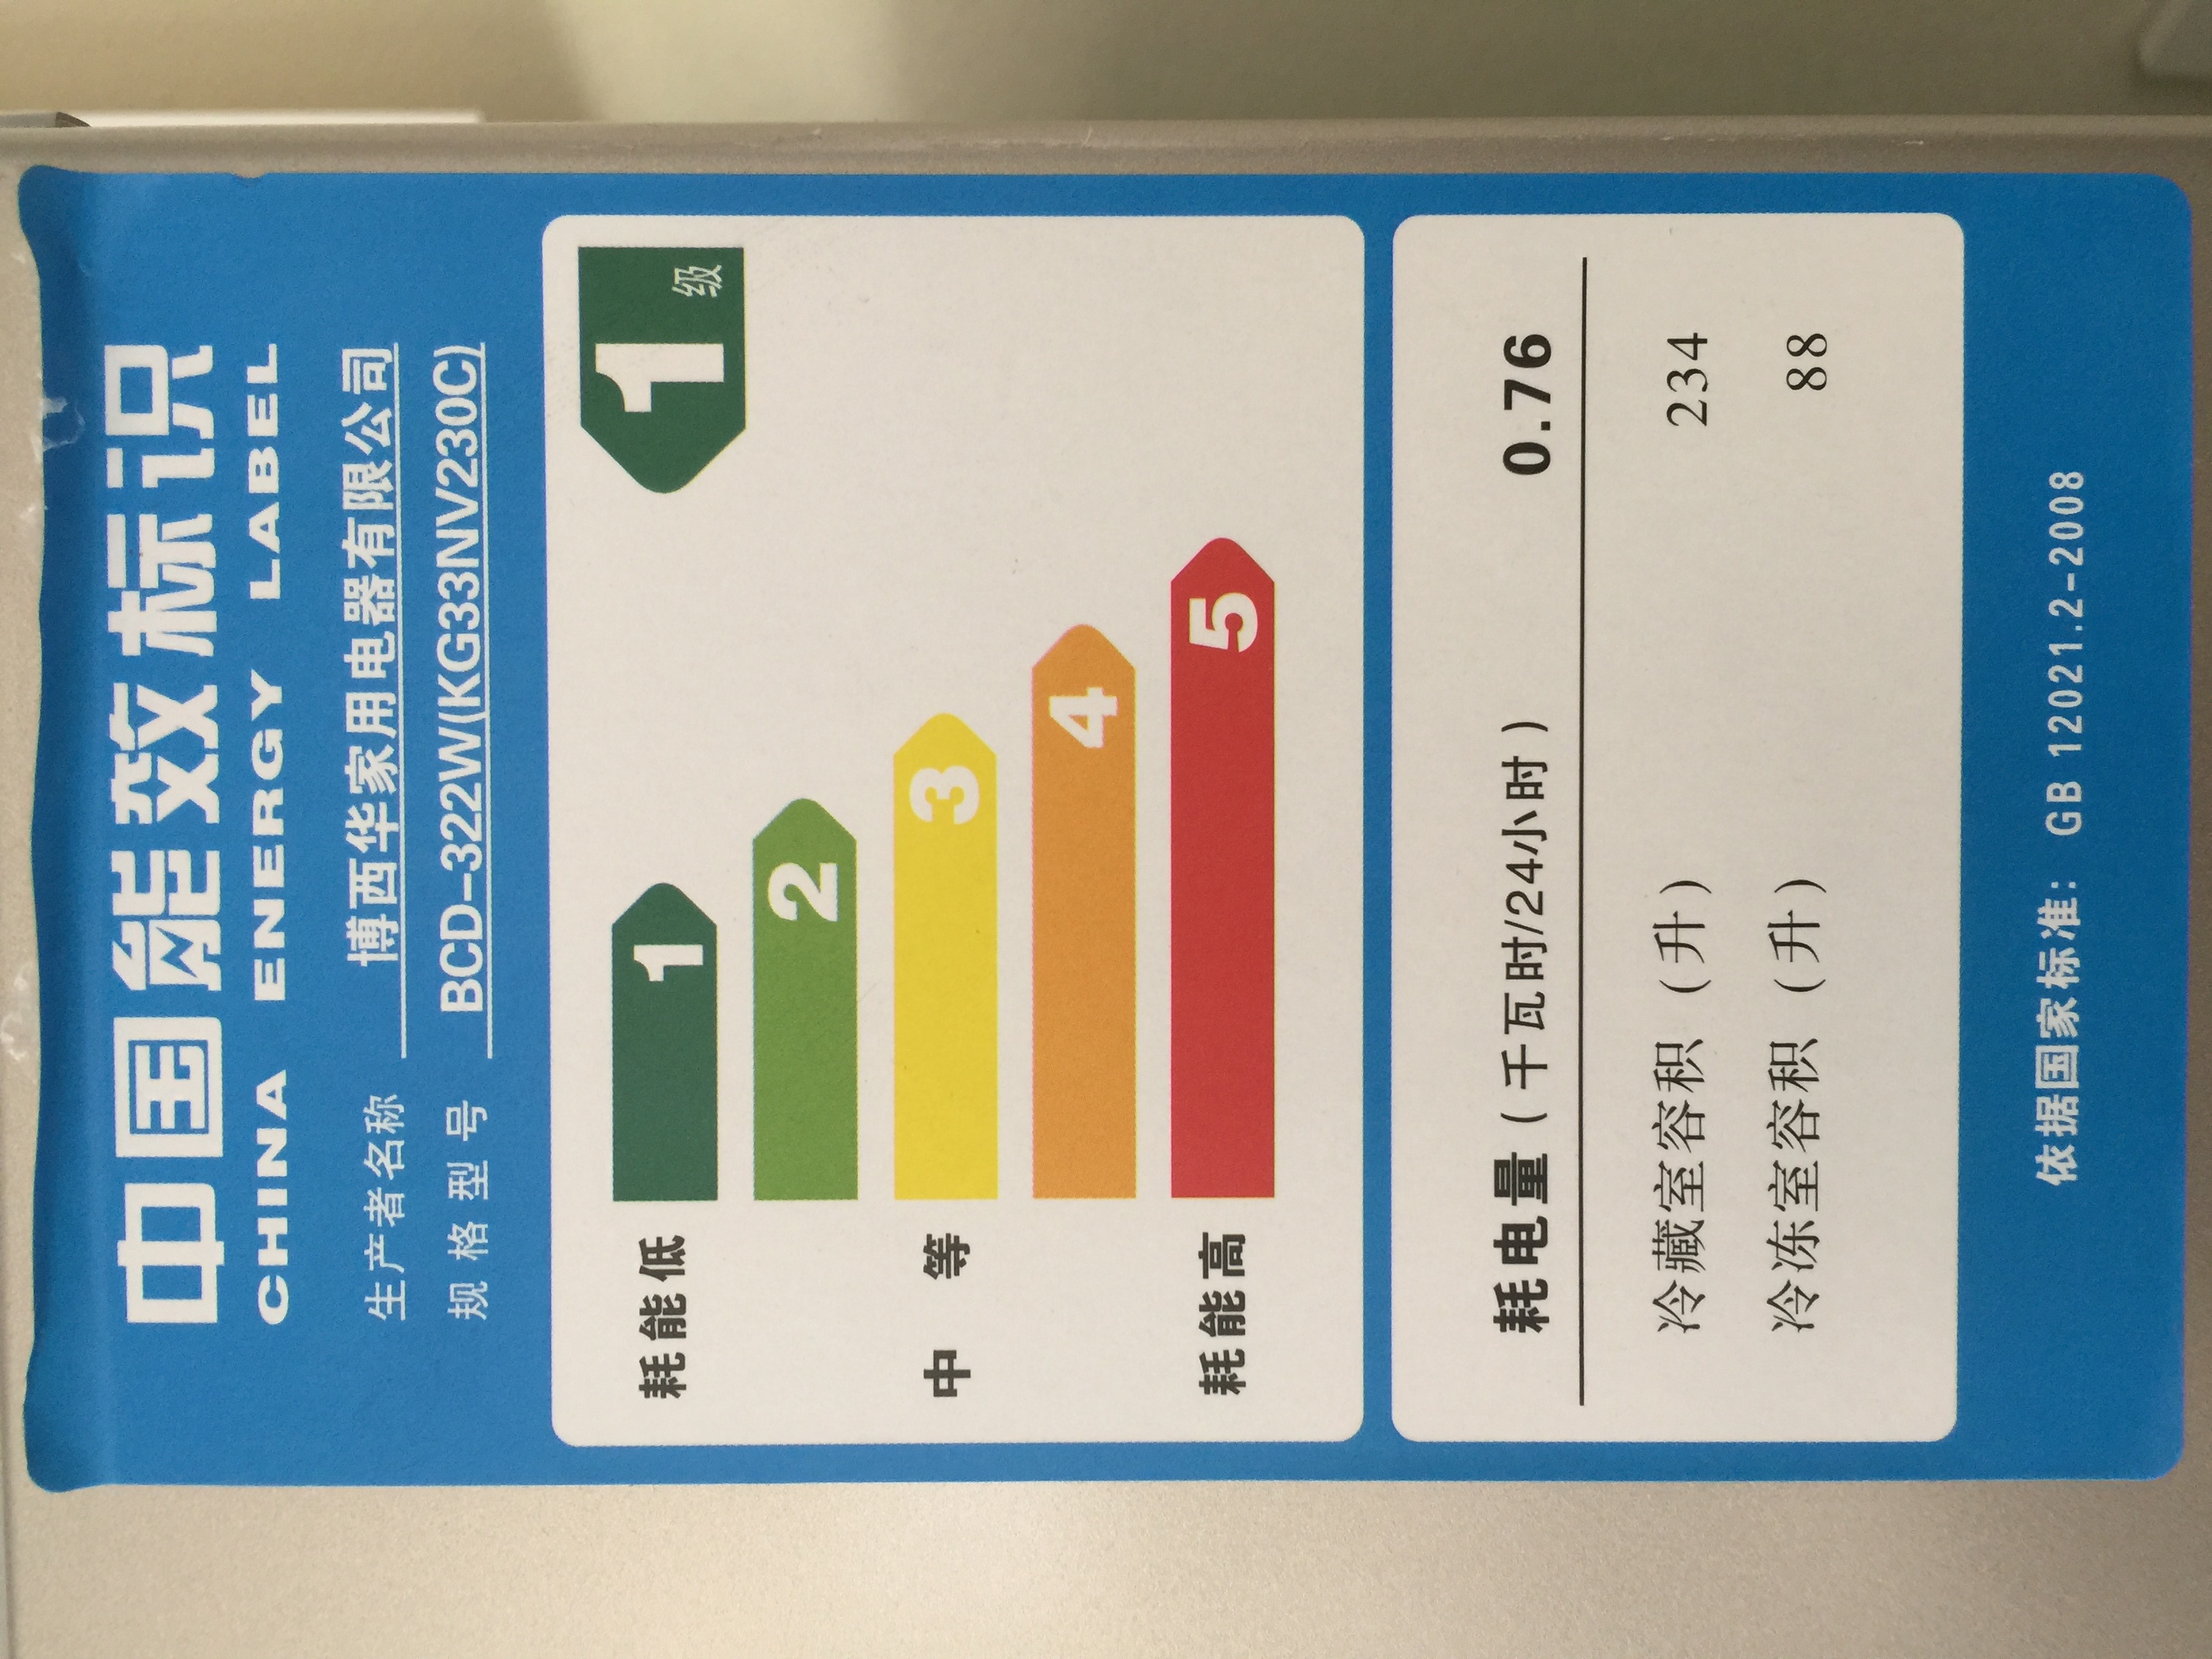 中国能效标识
CHINA ENERGY LABEL
生产者名称 博西华家用电器有限公司
规格型号 BCD-322W(KG33NV230C)
耗能低 1 1级
2
中等 3
4
耗能高 5
耗电量(千瓦时/24小时) 0.76
冷藏室容积(升) 234
冷冻室容积(升) 88
依据国家标准: GB 12021.2-2008